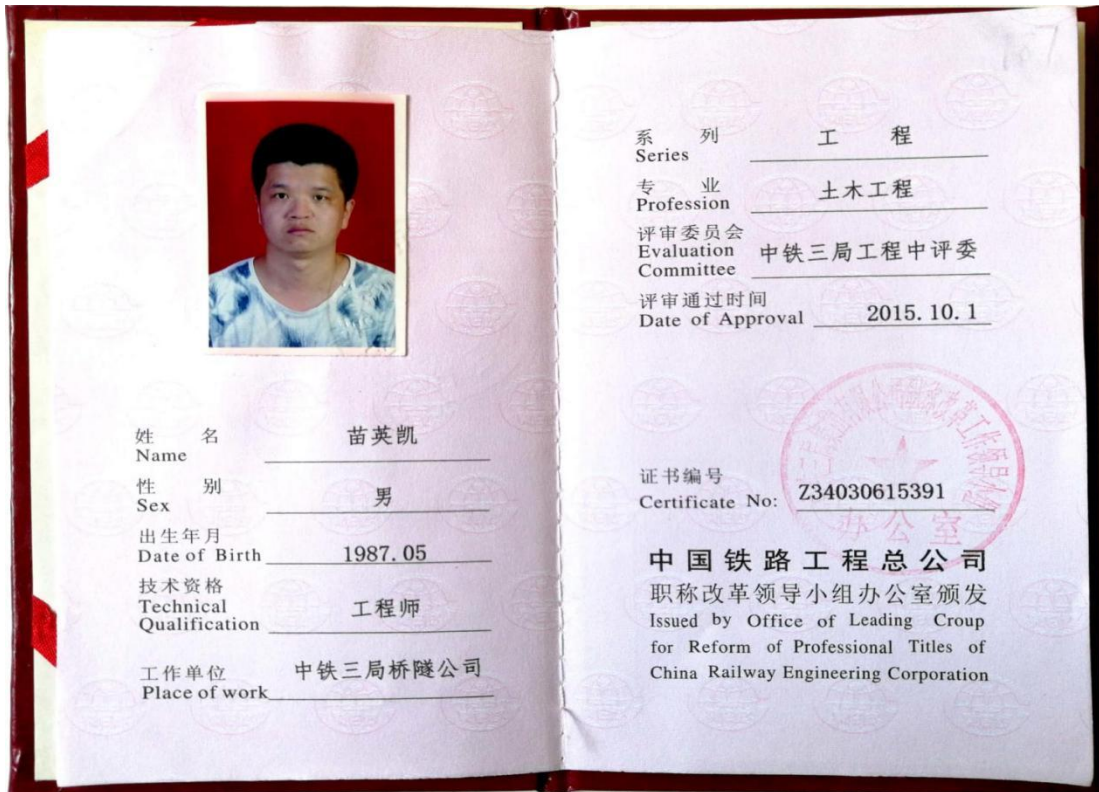 姓 名 苗英凯
Name
性 别 男
Sex
出生年月
Date of Birth 1987.05
技术资格
Technical 工程师
Qualification
工作单位 中铁三局桥隧公司
Place of work
系 列 工 程
Series
专 业 土木工程
Profession
评审委员会
Evaluation 中铁三局工程中评委
Committee
评审通过时间
Date of Approval 2015.10.1
证书编号
Certificate No: Z34030615391
办公室
中国铁路工程总公司
职称改革领导小组办公室颁发
Issued by Office of Leading Croup
for Reform of Professional Titles of
China Railway Engineering Corporation